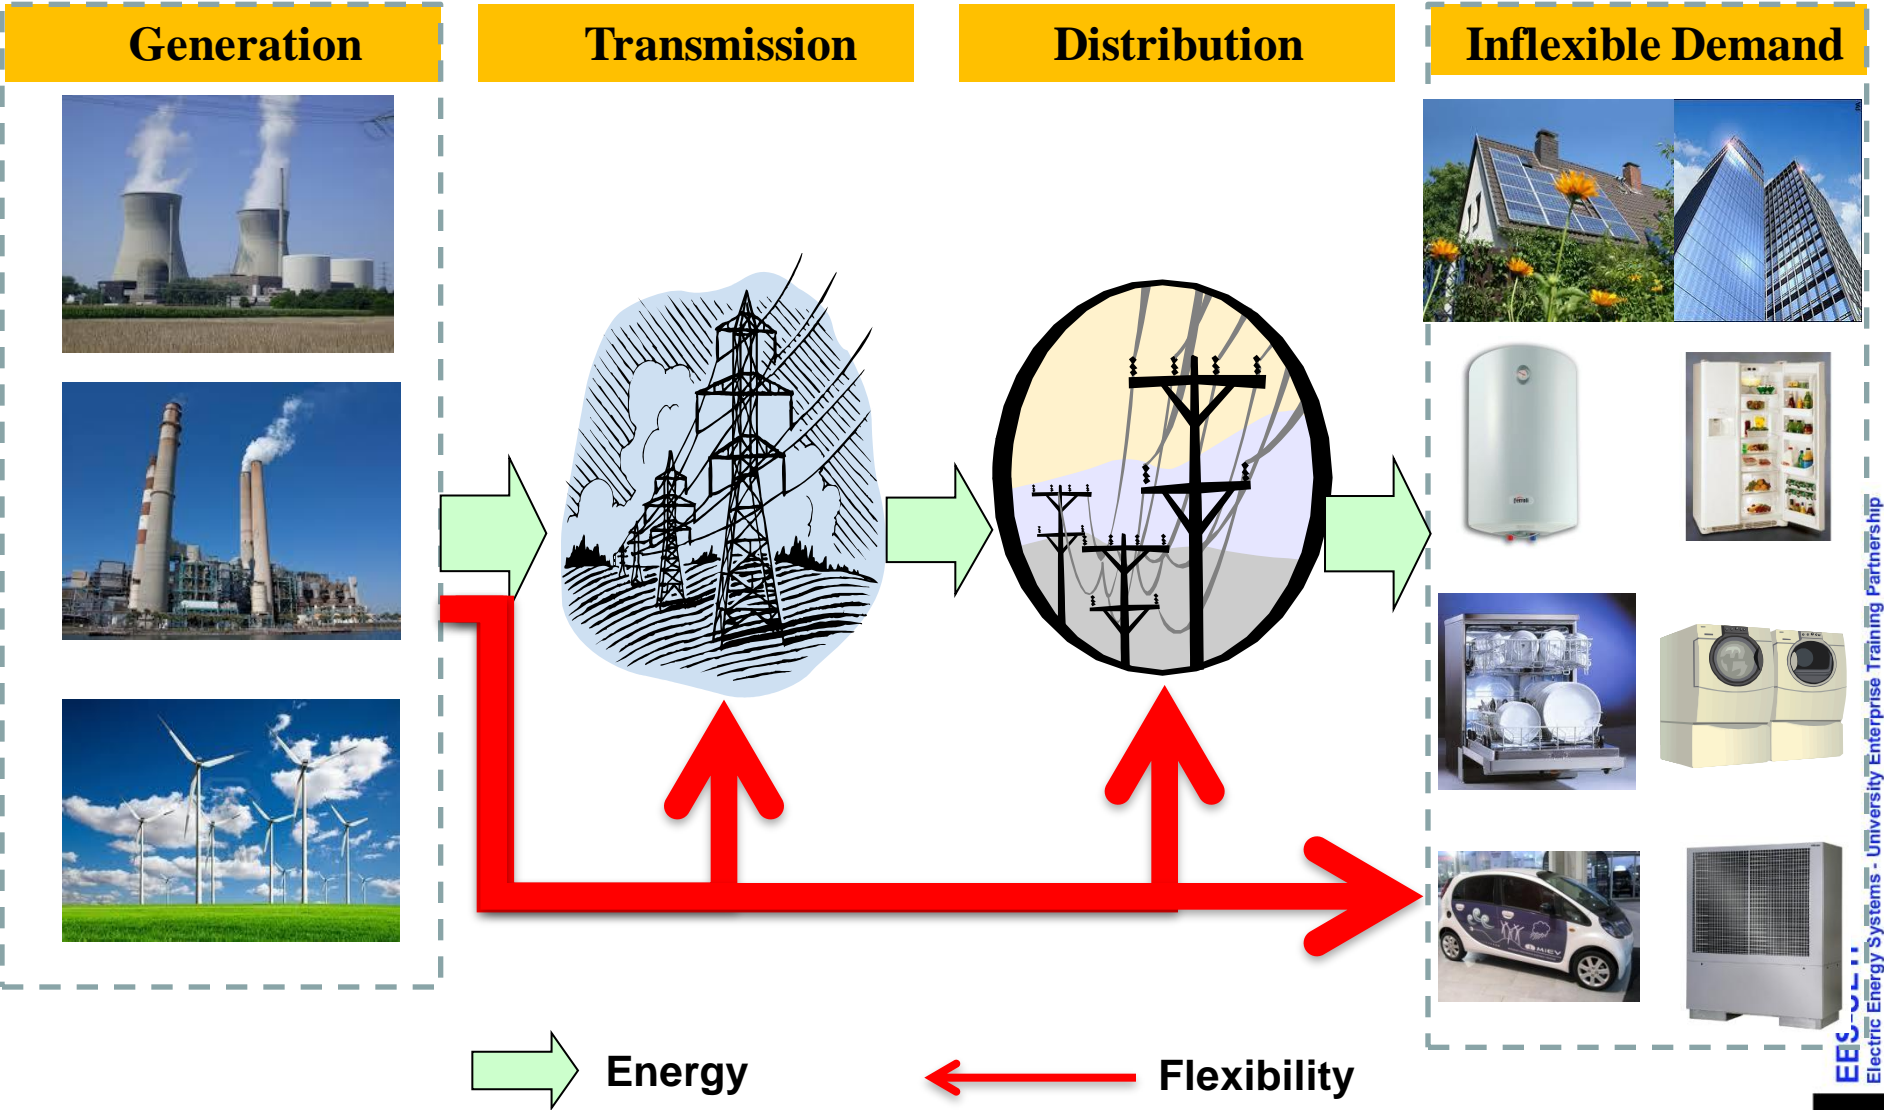 Generation
Transmission
Distribution
Inflexible Demand
Energy
Flexibility
Electric Energy Systems - University Enterprise Training Partnership